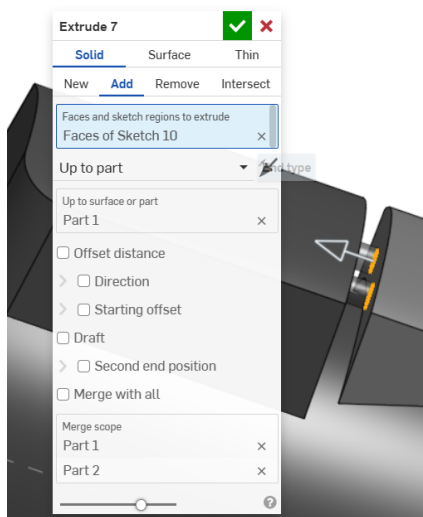 Extrude 7
Solid Surface Thin
New Add Remove Intersect
Faces and sketch regions to extrude
Faces of Sketch 10
Up to part
End type
Up to surface or part
Part 1
Offset distance
Direction
Starting offset
Draft
Second end position
Merge with all
Merge scope
Part 1
Part 2
?